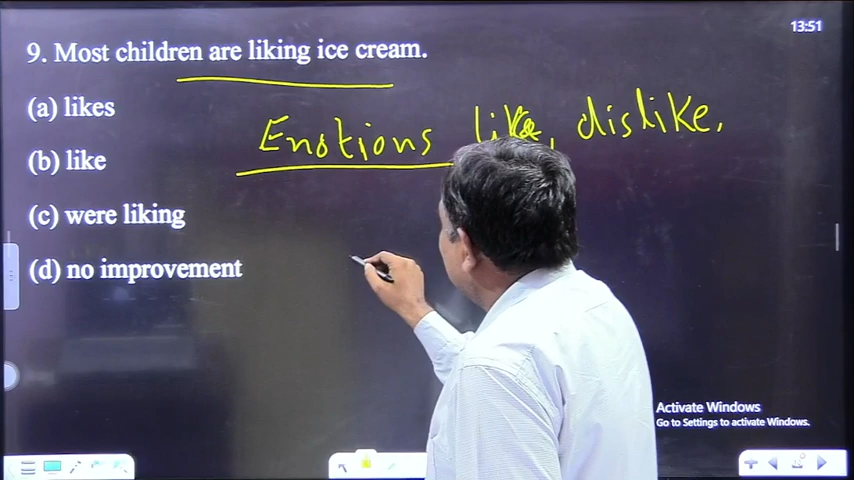 13:51
9. Most children are liking ice cream.
(a) likes
Enotions like, dislike,
(b) like
(c) were liking
(d) no improvement
Activate Windows
Go to Settings to activate Windows.